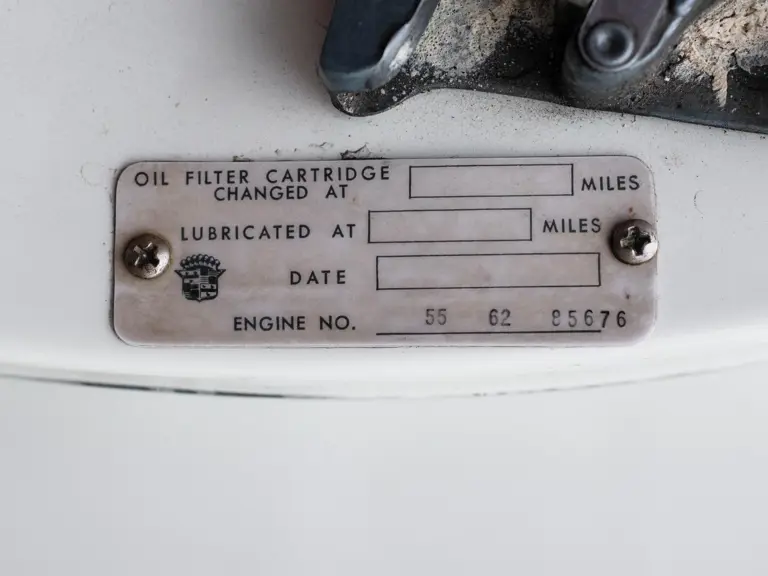 OIL FILTER CARTRIDGE
CHANGED AT MILES
LUBRICATED AT MILES
DATE
ENGINE NO. 55 62 85676